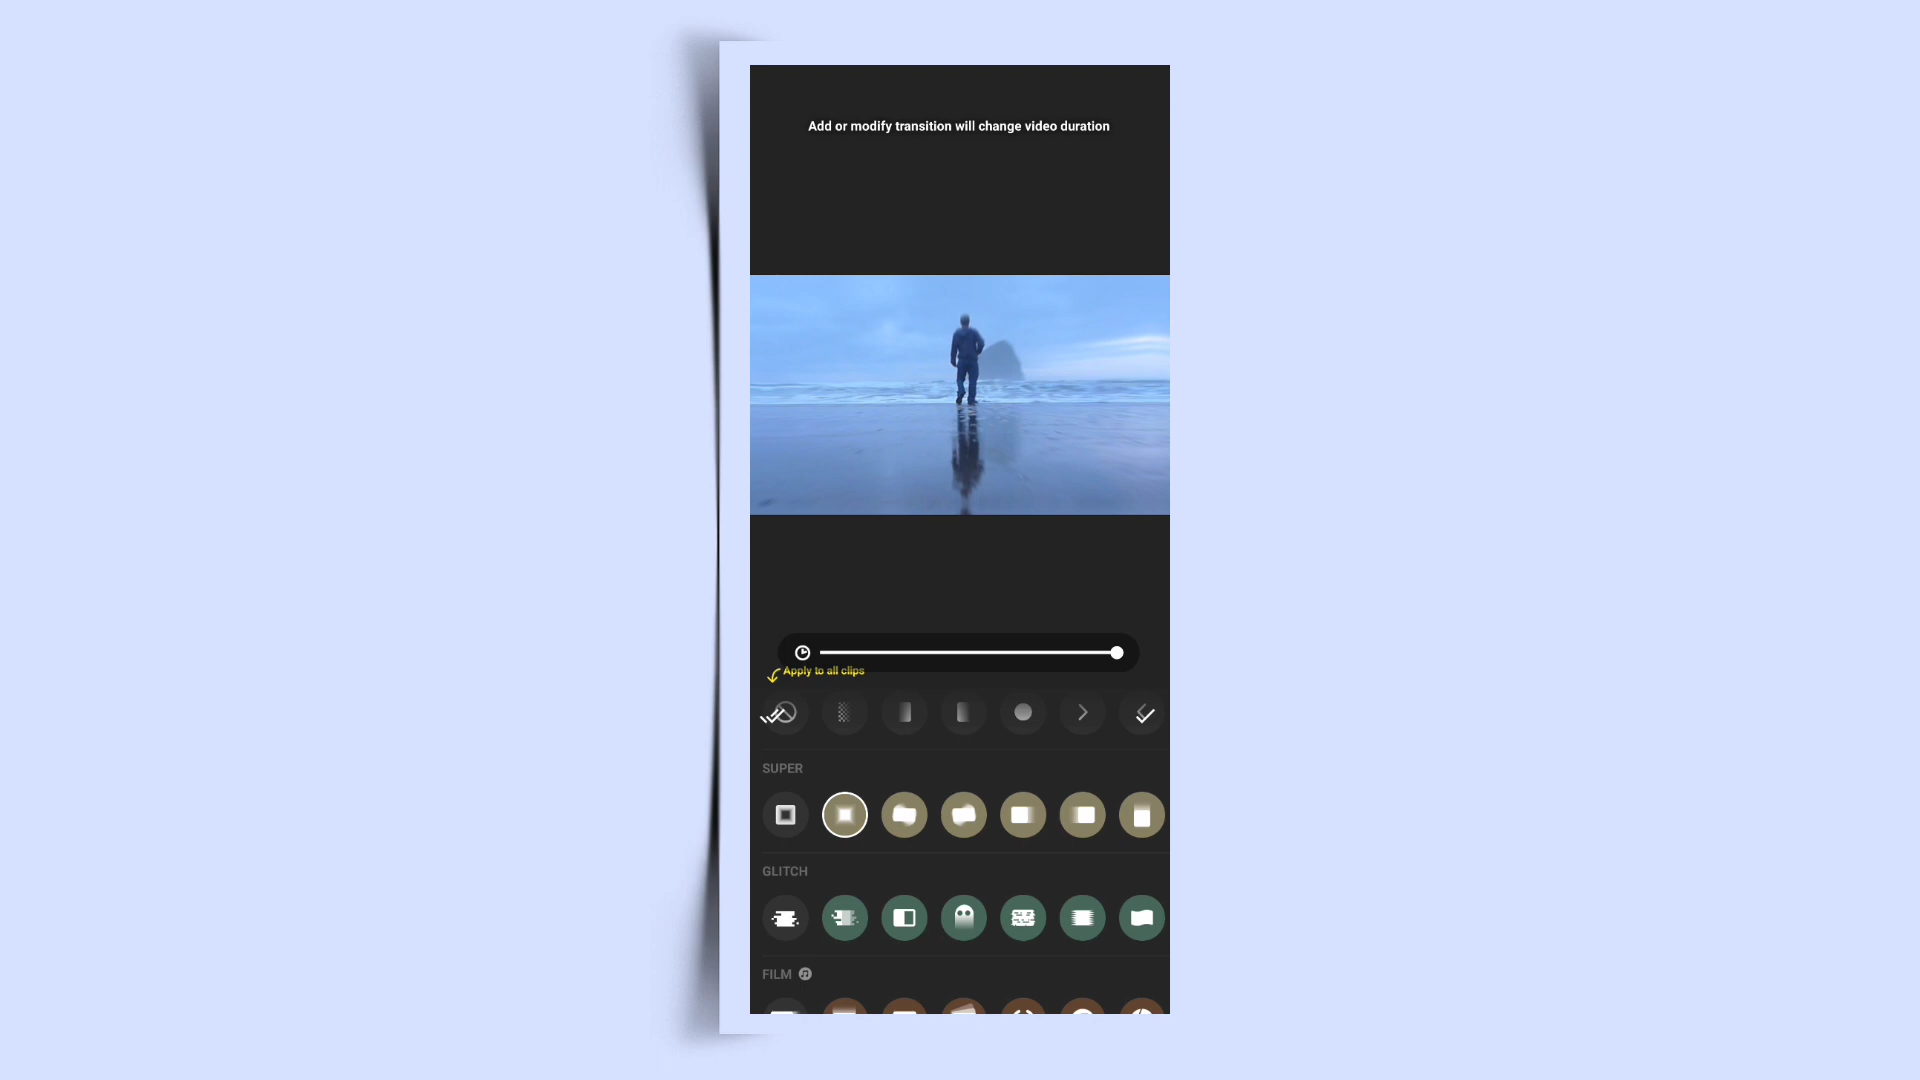 Add or modify transition will change video duration
Apply to all clips
SUPER
GLITCH
FILM